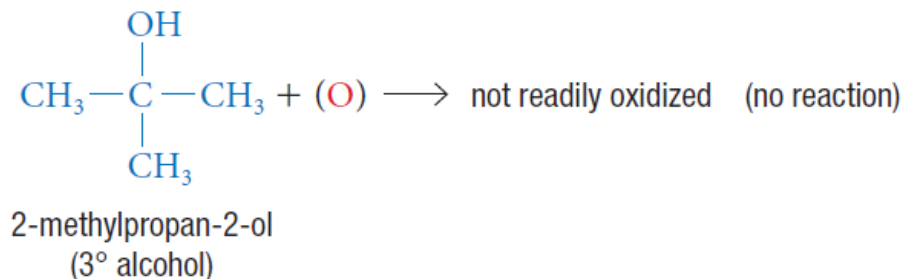 OH
CH₃—C—CH₃ + (O) ⟶ not readily oxidized (no reaction)
CH₃
2-methylpropan-2-ol
(3° alcohol)